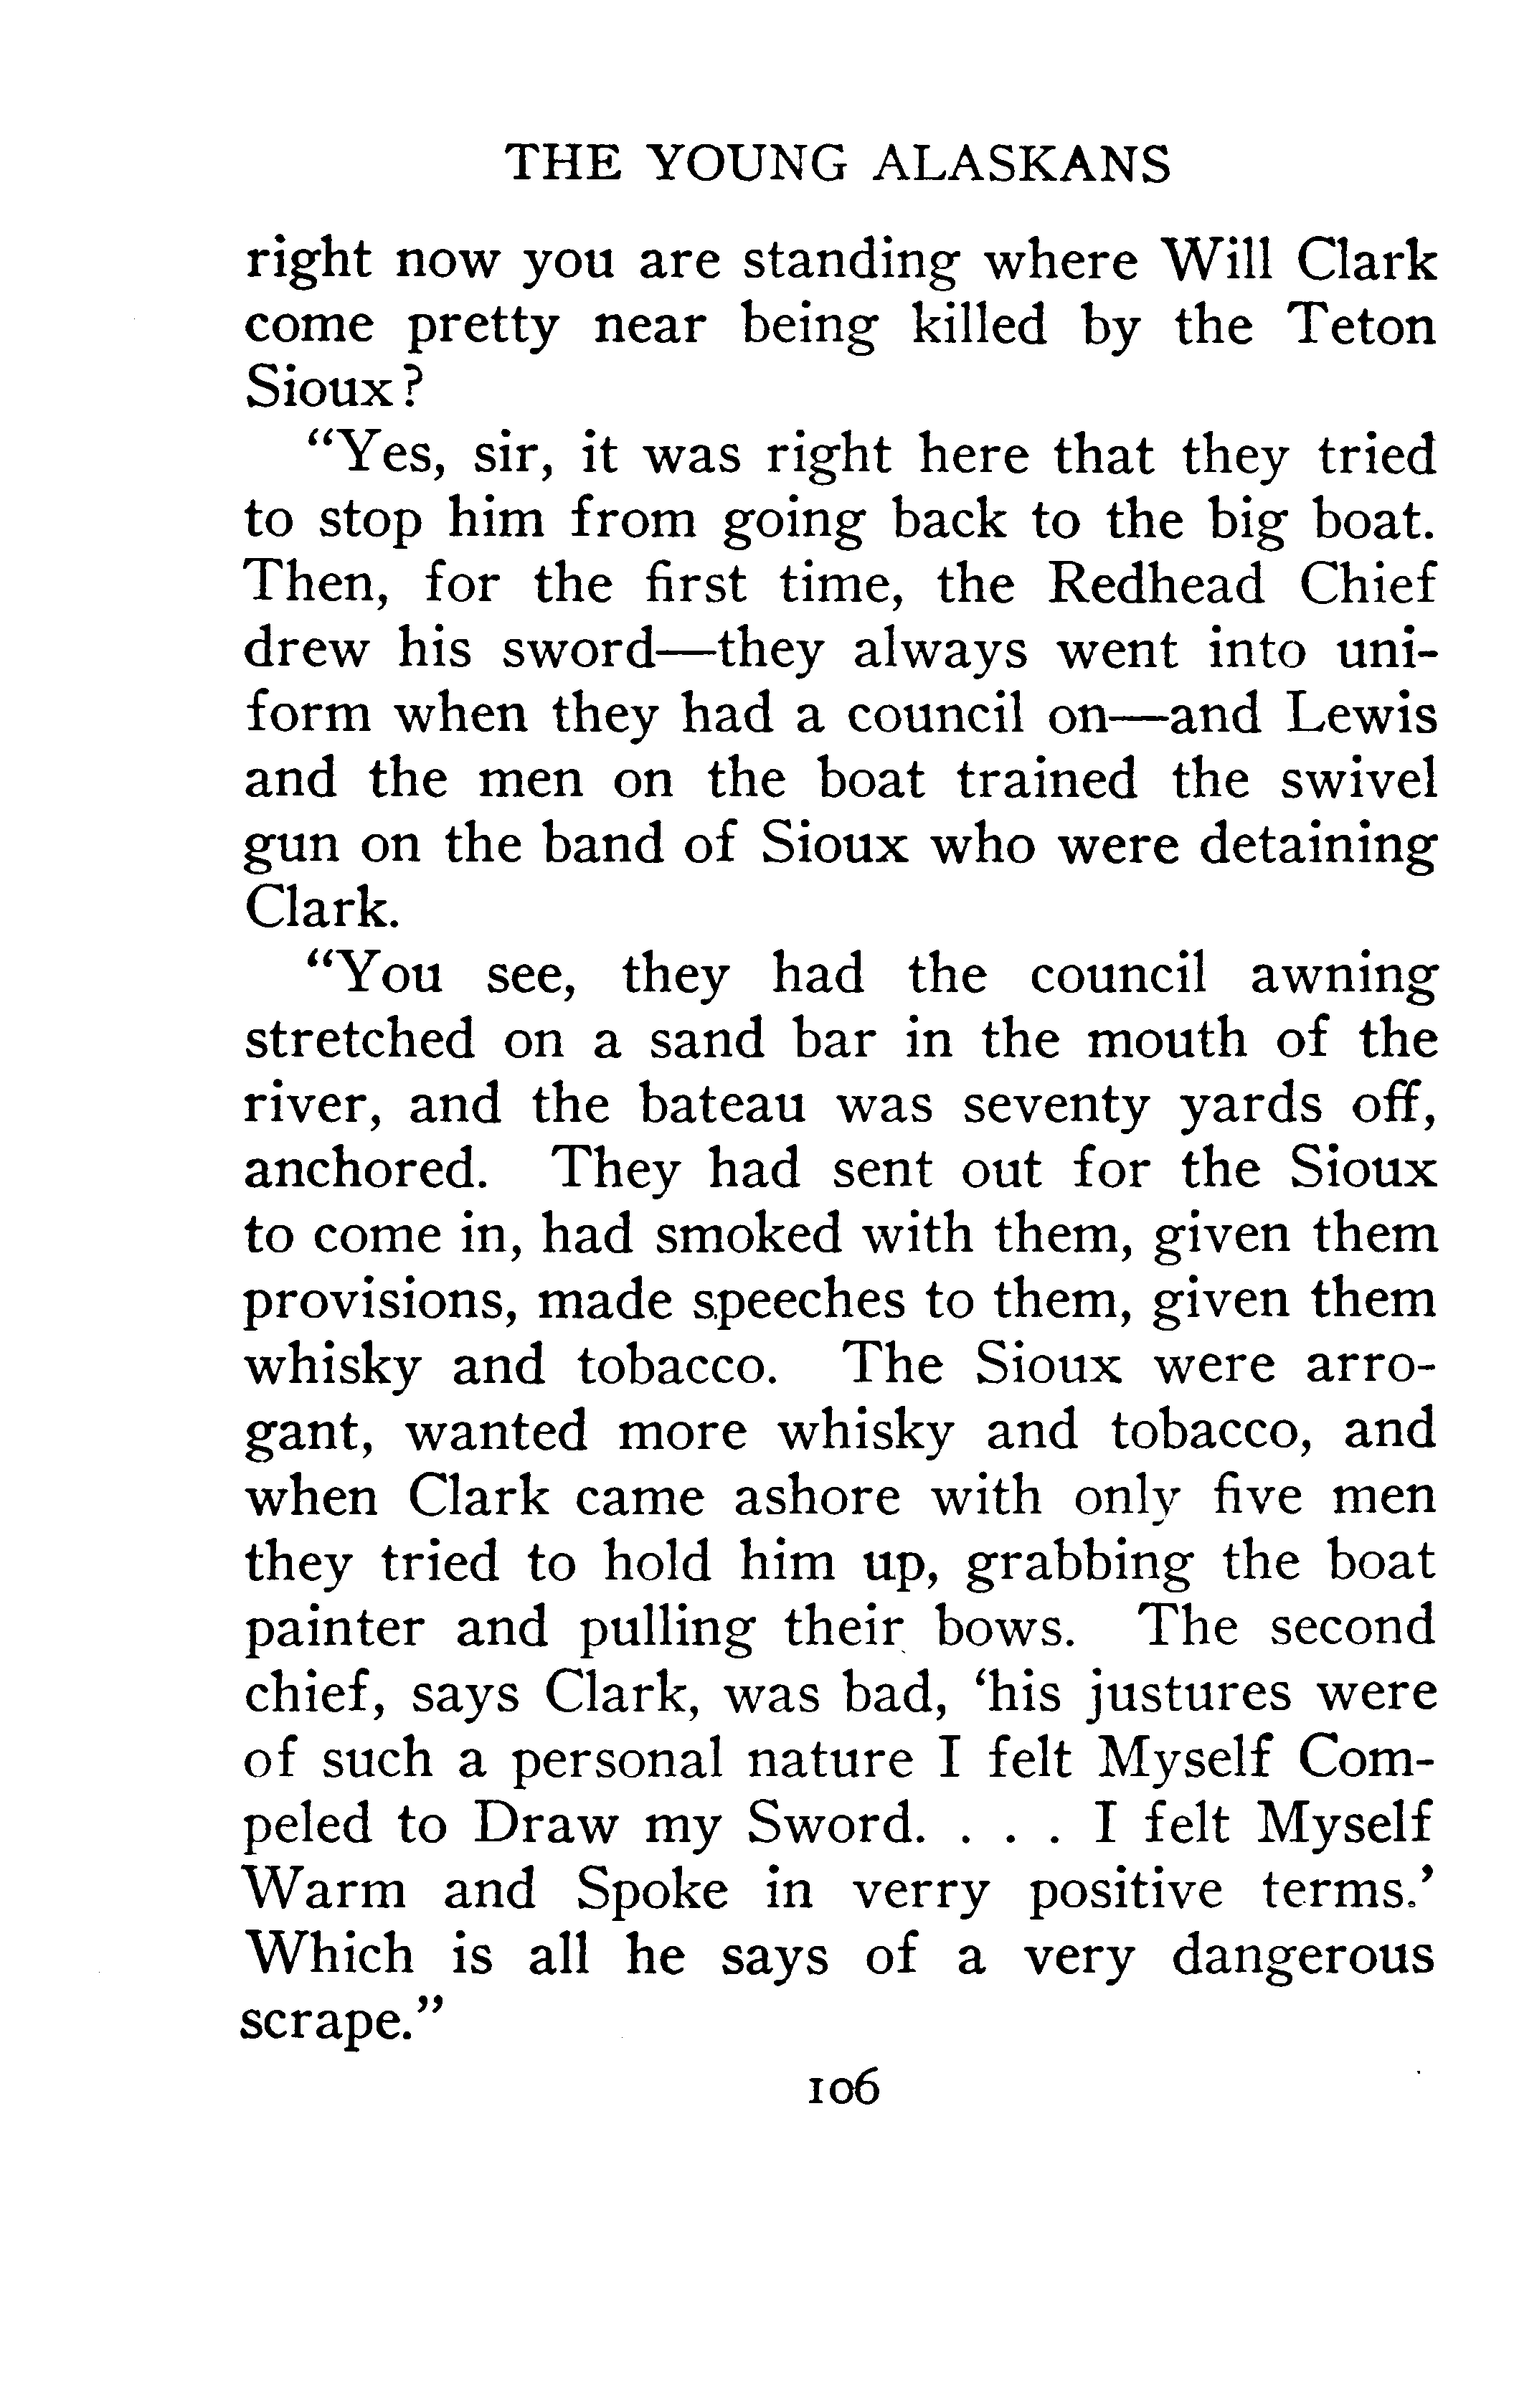 THE YOUNG ALASKANS
right now you are standing where Will Clark
come pretty near being killed by the Teton
Sioux?
“Yes, sir, it was right here that they tried
to stop him from going back to the big boat.
Then, for the first time, the Redhead Chief
drew his sword—they always went into uni-
form when they had a council on—and Lewis
and the men on the boat trained the swivel
gun on the band of Sioux who were detaining
Clark.
“You see, they had the council awning
stretched on a sand bar in the mouth of the
river, and the bateau was seventy yards off,
anchored. They had sent out for the Sioux
to come in, had smoked with them, given them
provisions, made speeches to them, given them
whisky and tobacco. The Sioux were arro-
gant, wanted more whisky and tobacco, and
when Clark came ashore with only five men
they tried to hold him up, grabbing the boat
painter and pulling their bows. The second
chief, says Clark, was bad, ‘his justures were
of such a personal nature I felt Myself Com-
peled to Draw my Sword. . . . I felt Myself
Warm and Spoke in verry positive terms.’
Which is all he says of a very dangerous
scrape.”
106